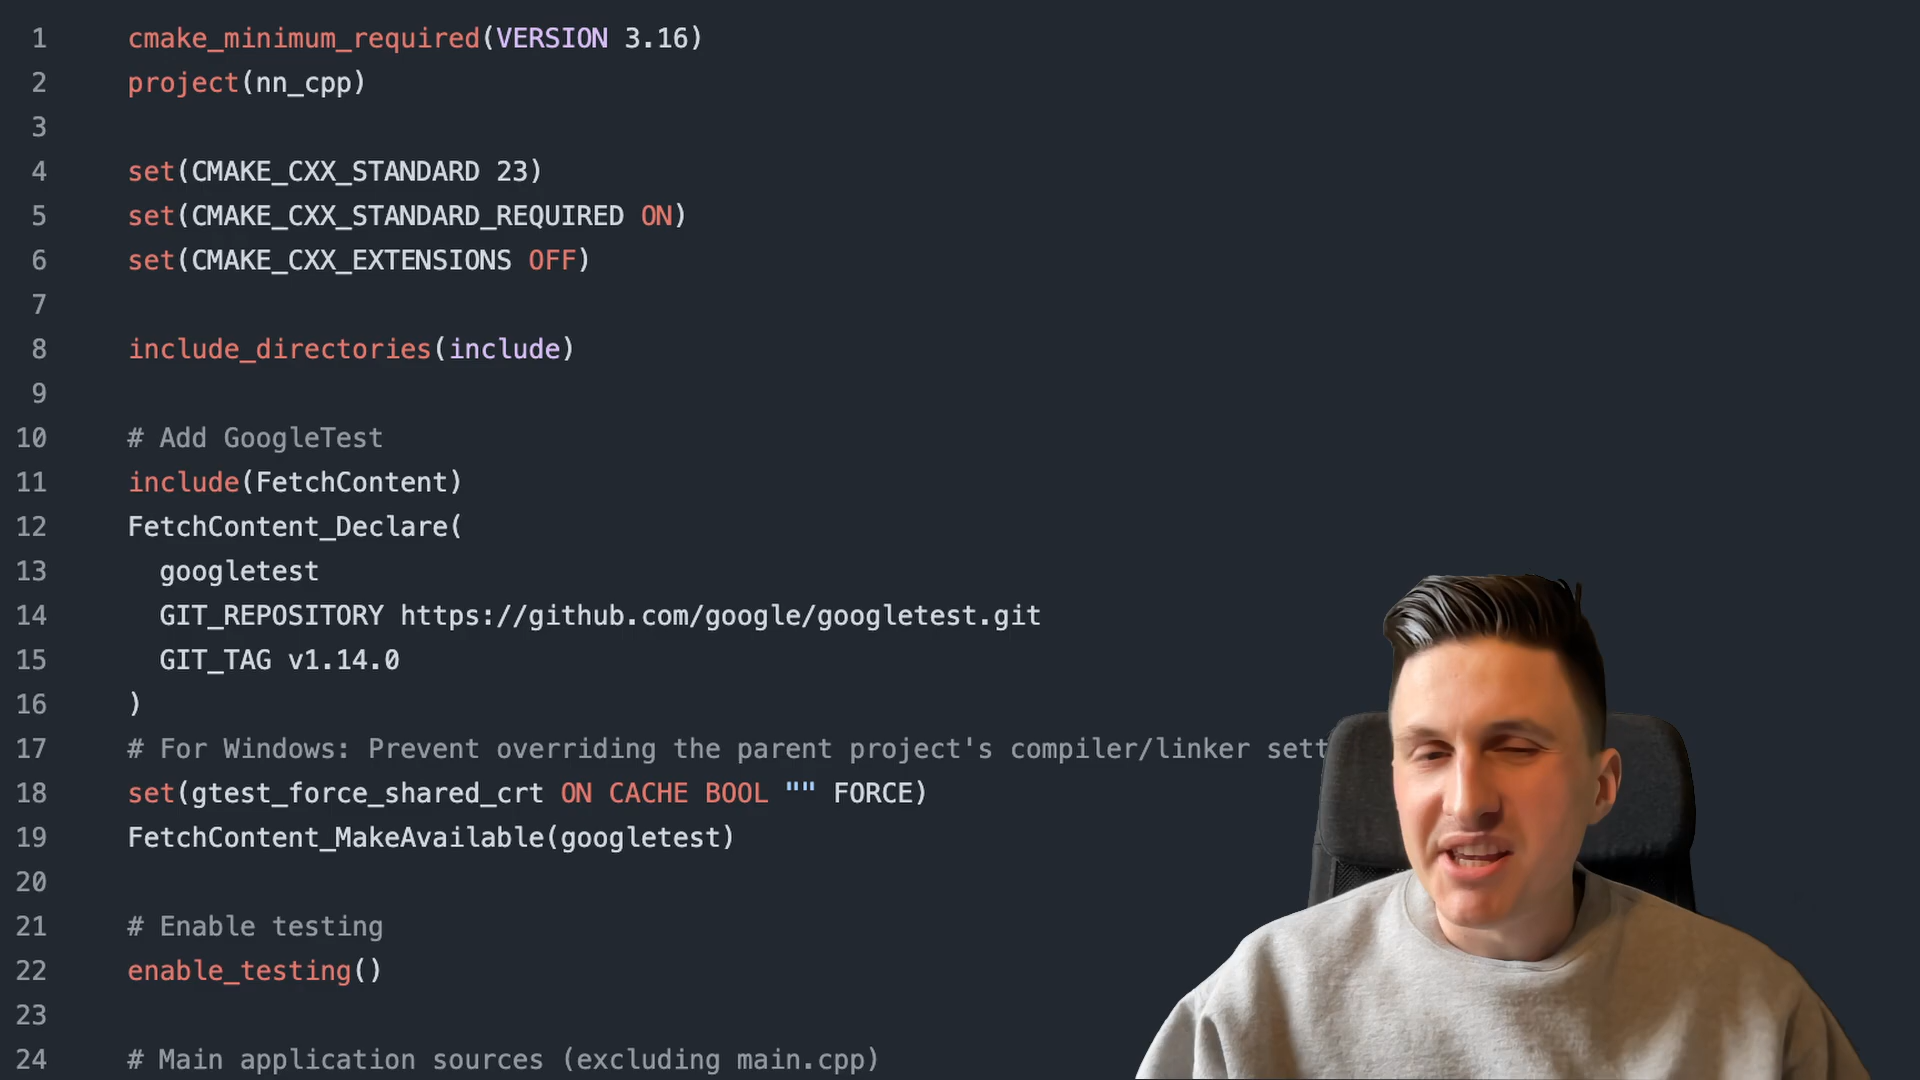 1 cmake_minimum_required(VERSION 3.16)
2 project(nn_cpp)
3
4 set(CMAKE_CXX_STANDARD 23)
5 set(CMAKE_CXX_STANDARD_REQUIRED ON)
6 set(CMAKE_CXX_EXTENSIONS OFF)
7
8 include_directories(include)
9
10 # Add GoogleTest
11 include(FetchContent)
12 FetchContent_Declare(
13 googletest
14 GIT_REPOSITORY https://github.com/google/googletest.git
15 GIT_TAG v1.14.0
16 )
17 # For Windows: Prevent overriding the parent project's compiler/linker sett
18 set(gtest_force_shared_crt ON CACHE BOOL "" FORCE)
19 FetchContent_MakeAvailable(googletest)
20
21 # Enable testing
22 enable_testing()
23
24 # Main application sources (excluding main.cpp)